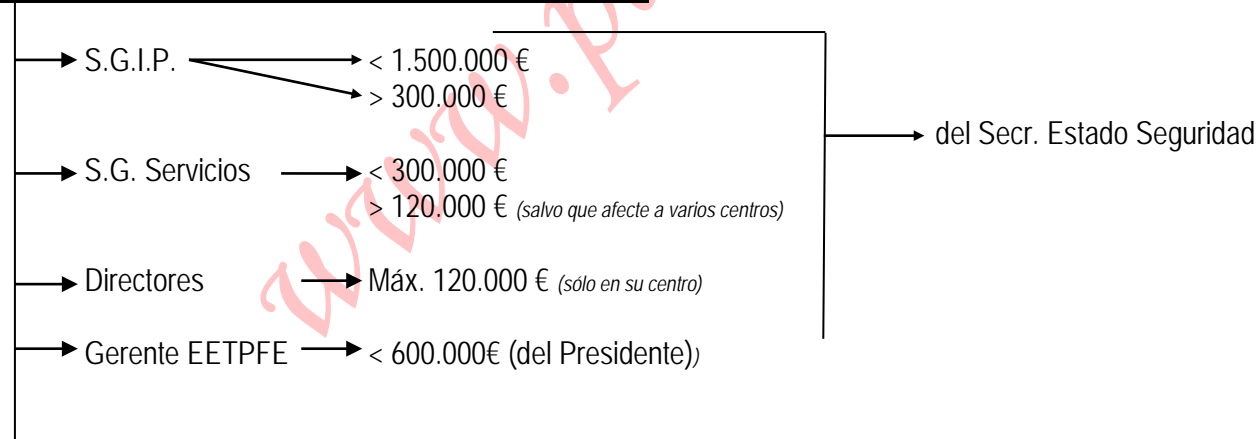 S.G.I.P. < 1.500.000 €
> 300.000 €
del Secr. Estado Seguridad
S.G. Servicios < 300.000 €
> 120.000 € (salvo que afecte a varios centros)
Directores Máx. 120.000 € (sólo en su centro)
Gerente EETPFE < 600.000€ (del Presidente))
www.p